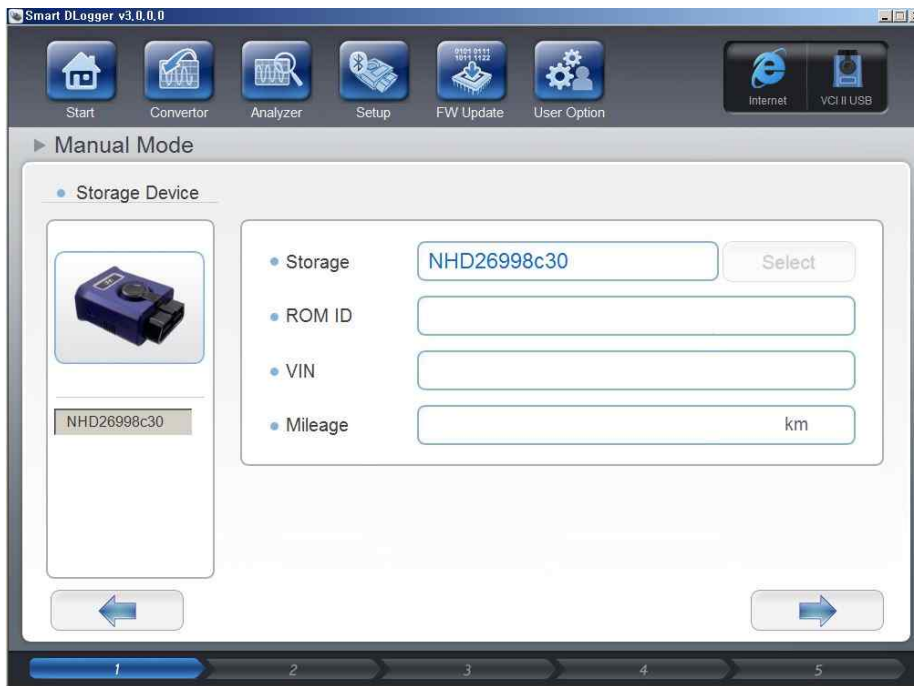 Smart DLogger v3.0.0.0
Start Convertor Analyzer Setup FW Update User Option Internet VCI II USB
0101 0111
1011 1122
Manual Mode
Storage Device
Storage NHD26998c30 Select
ROM ID
VIN
NHD26998c30
Mileage km
1 2 3 4 5